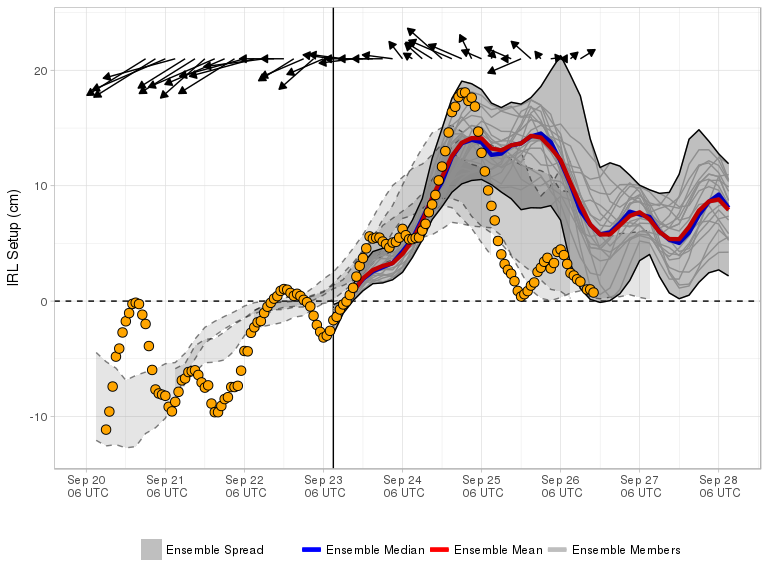 IRL Setup (cm)
20
10
0
-10
Sep 20 Sep 21 Sep 22 Sep 23 Sep 24 Sep 25 Sep 26 Sep 27 Sep 28
06 UTC 06 UTC 06 UTC 06 UTC 06 UTC 06 UTC 06 UTC 06 UTC 06 UTC
Ensemble Spread Ensemble Median Ensemble Mean Ensemble Members